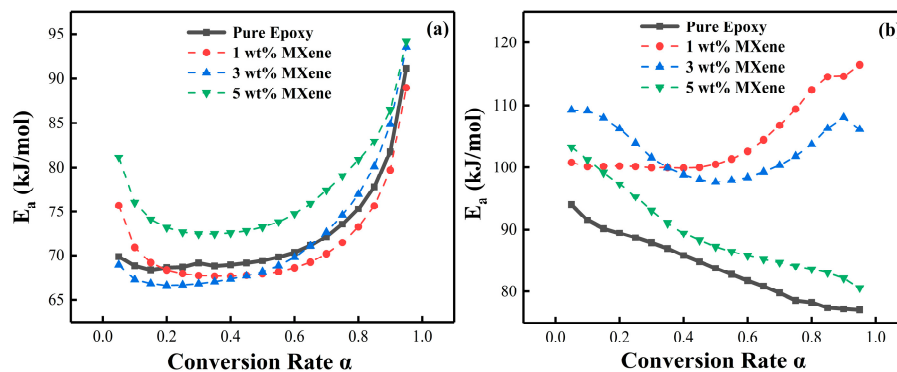 (a)
Pure Epoxy
1 wt% MXene
3 wt% MXene
5 wt% MXene
95
90
85
80
75
70
65
Ea (kJ/mol)
0.0 0.2 0.4 0.6 0.8 1.0
Conversion Rate α
(b)
Pure Epoxy
1 wt% MXene
3 wt% MXene
5 wt% MXene
120
110
100
90
80
Ea (kJ/mol)
0.0 0.2 0.4 0.6 0.8 1.0
Conversion Rate α